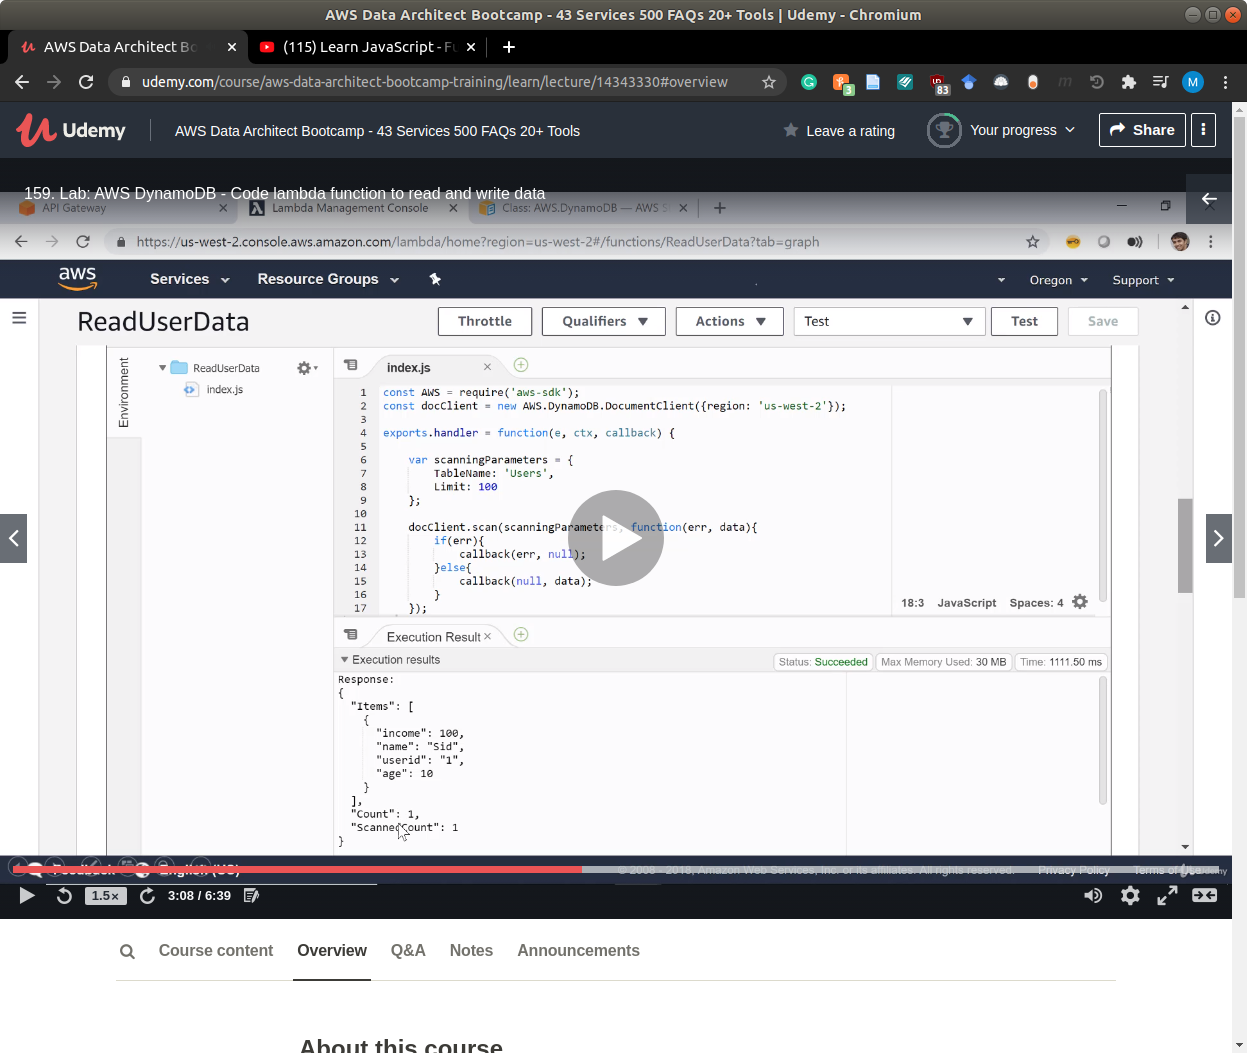 AWS Data Architect Bootcamp - 43 Services 500 FAQs 20+ Tools | Udemy - Chromium
AWS Data Architect Bo
(115) Learn JavaScript - Fu
udemy.com/course/aws-data-architect-bootcamp-training/learn/lecture/14343330#overview
3
83
M
Udemy
AWS Data Architect Bootcamp - 43 Services 500 FAQs 20+ Tools
Leave a rating
Your progress
Share
159. Lab: AWS DynamoDB - Code lambda function to read and write data
API Gateway
Lambda Management Console
Class: AWS.DynamoDB — AWS S
https://us-west-2.console.aws.amazon.com/lambda/home?region=us-west-2#/functions/ReadUserData?tab=graph
aws
Services
Resource Groups
Oregon
Support
ReadUserData
Throttle
Qualifiers
Actions
Test
Test
Save
Environment
ReadUserData
index.js
index.js
1 const AWS = require('aws-sdk');
2 const docClient = new AWS.DynamoDB.DocumentClient({region: 'us-west-2'});
3
4 exports.handler = function(e, ctx, callback) {
5
6 var scanningParameters = {
7 TableName: 'Users',
8 Limit: 100
9 };
10
11 docClient.scan(scanningParameters, function(err, data){
12 if(err){
13 callback(err, null);
14 }else{
15 callback(null, data);
16 }
17 });
18:3 JavaScript Spaces: 4
Execution Result
Execution results
Status: Succeeded
Max Memory Used: 30 MB
Time: 1111.50 ms
Response:
{
"Items": [
{
"income": 100,
"name": "Sid",
"userid": "1",
"age": 10
}
],
"Count": 1,
"ScannedCount": 1
}
Feedback
English (US)
© 2008 - 2018, Amazon Web Services, Inc. or its affiliates. All rights reserved.
Privacy Policy
Terms of
Udemy
1.5×
3:08 / 6:39
Course content
Overview
Q&A
Notes
Announcements
About this course